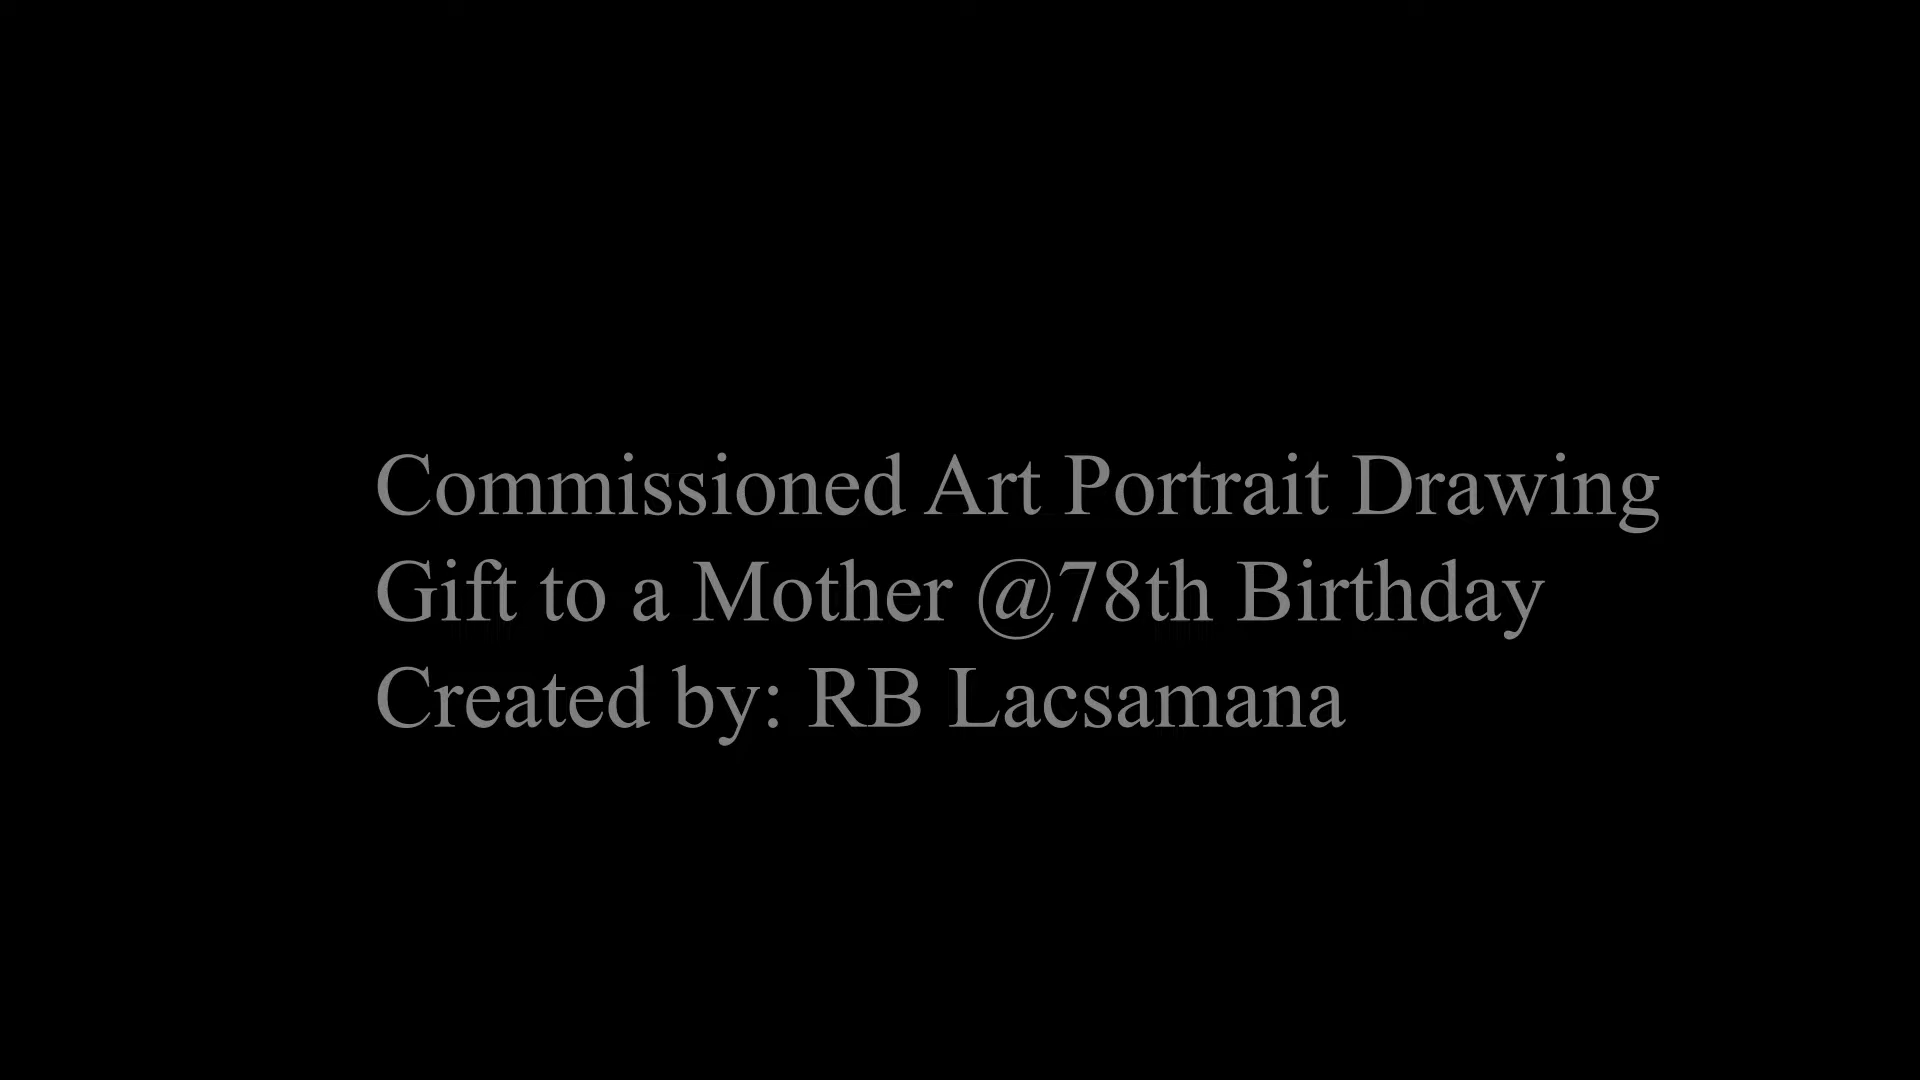 Commissioned Art Portrait Drawing
Gift to a Mother @78th Birthday
Created by: RB Lacsamana